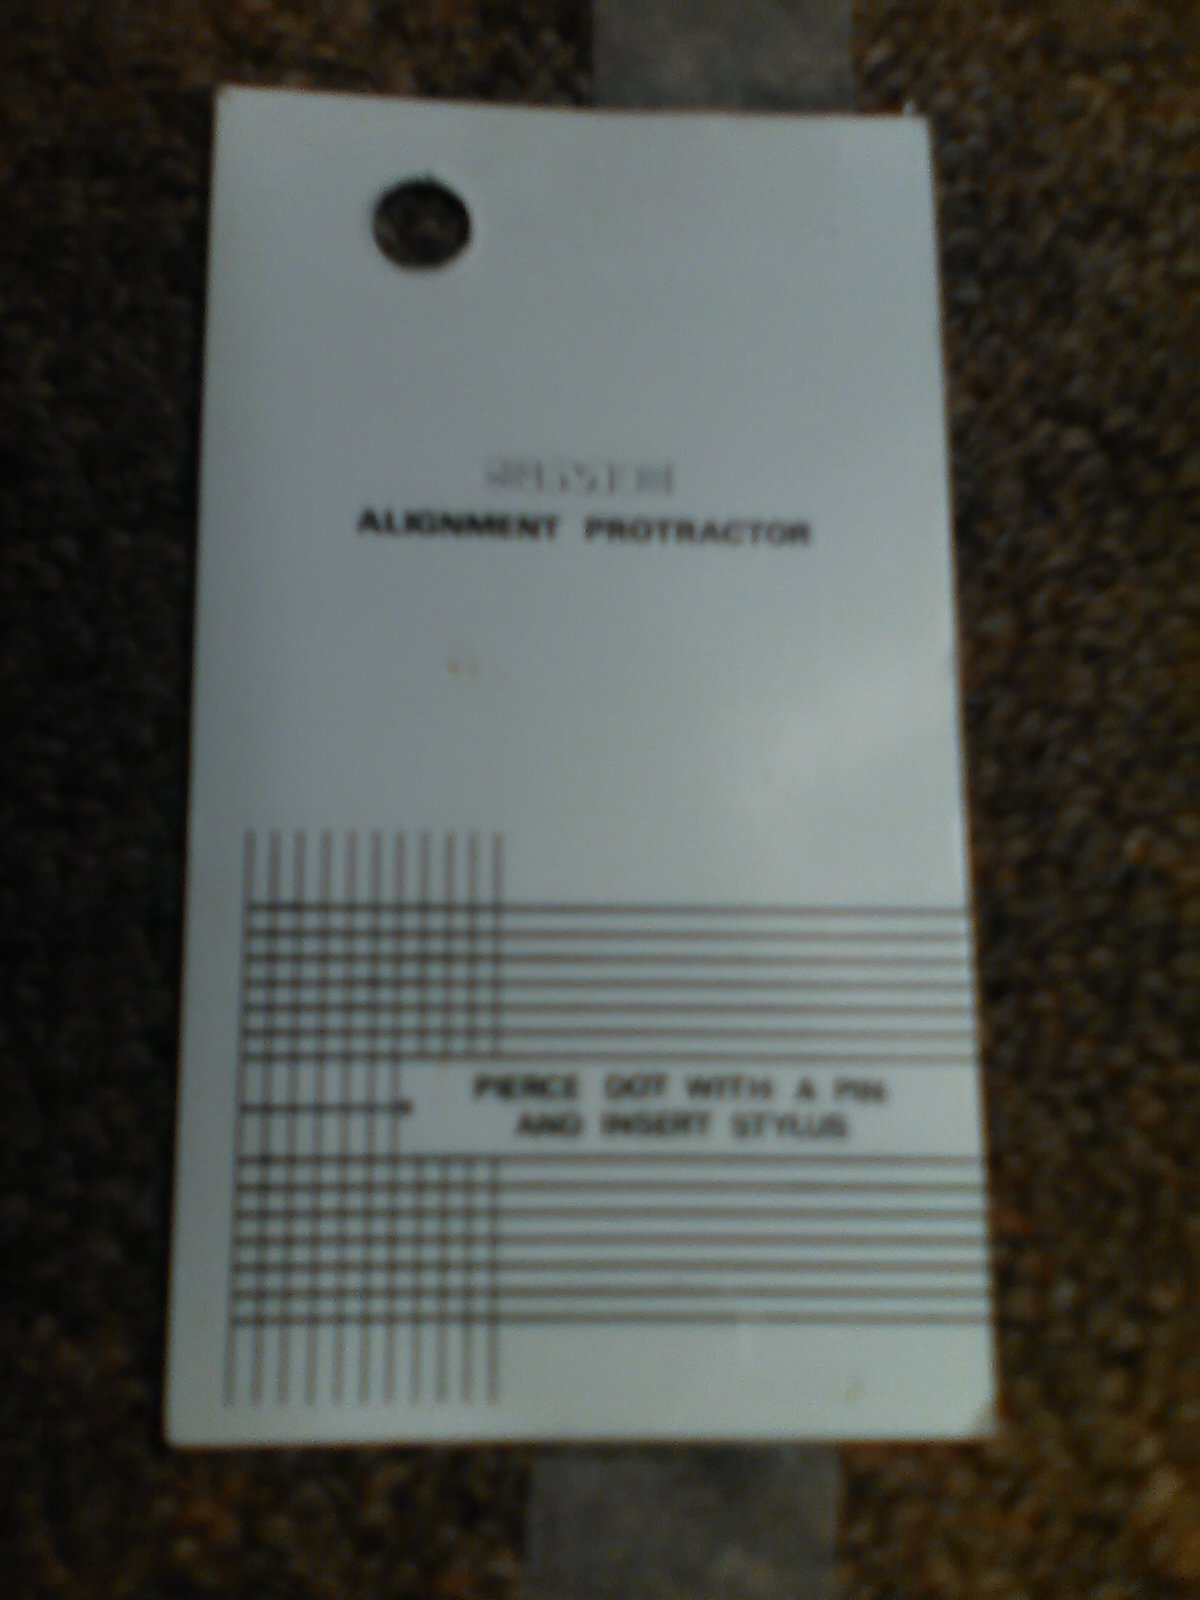 ALIGNMENT PROTRACTOR
PIERCE DOT WITH A PIN
AND INSERT STYLUS